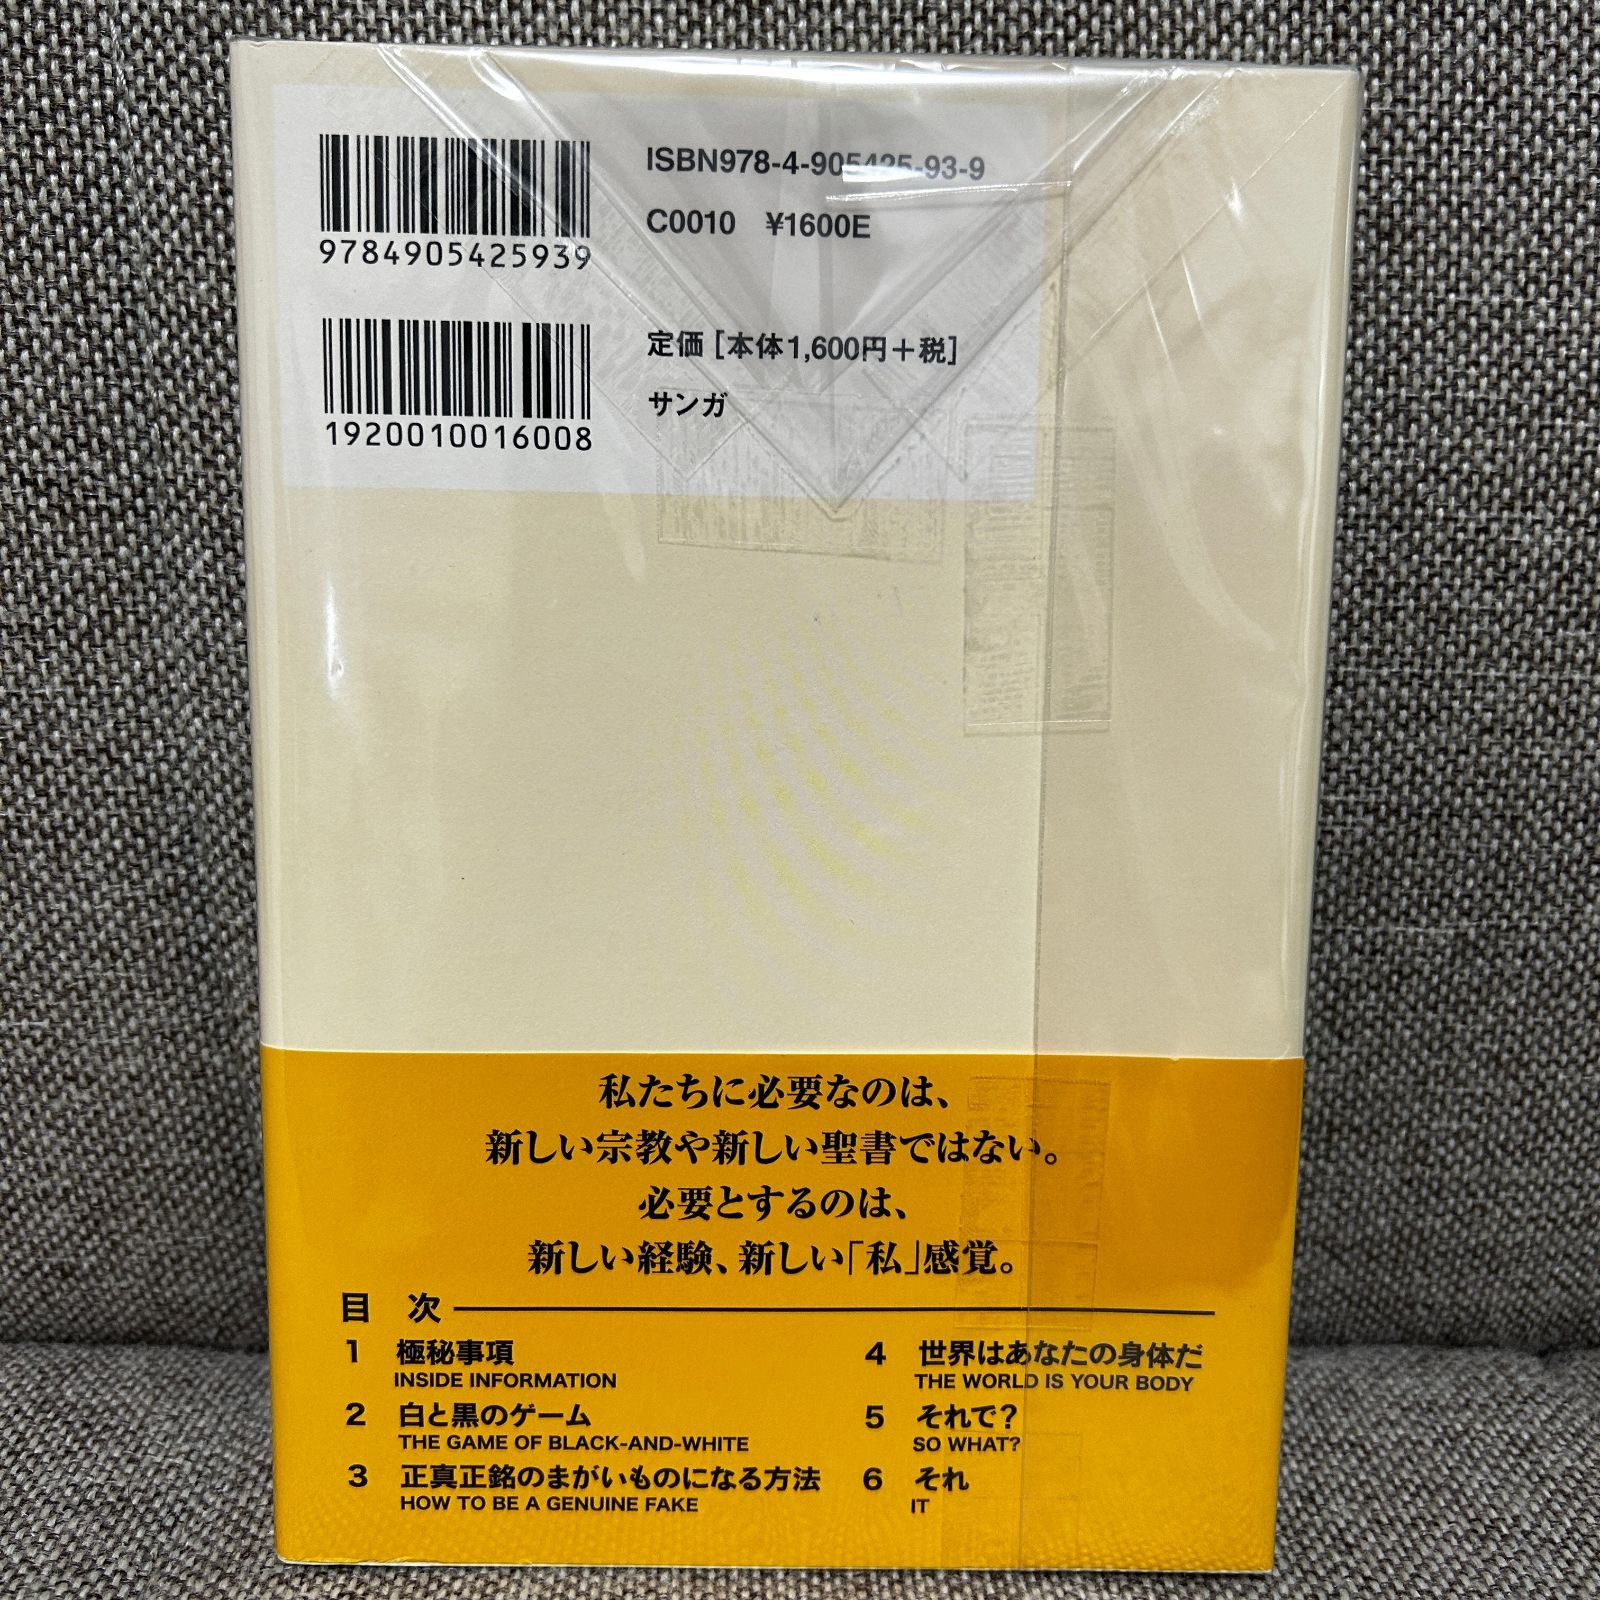 ISBN978-4-905425-93-9
C0010 ¥1600E
9784905425939
定価[本体1,600円+税]
サンガ
1920010016008
私たちに必要なのは、
新しい宗教や新しい聖書ではない。
必要とするのは、
新しい経験、新しい「私」感覚。
目 次
1 極秘事項
INSIDE INFORMATION
2 白と黒のゲーム
THE GAME OF BLACK-AND-WHITE
3 正真正銘のまがいものになる方法
HOW TO BE A GENUINE FAKE
4 世界はあなたの身体だ
THE WORLD IS YOUR BODY
5 それで?
SO WHAT?
6 それ
IT